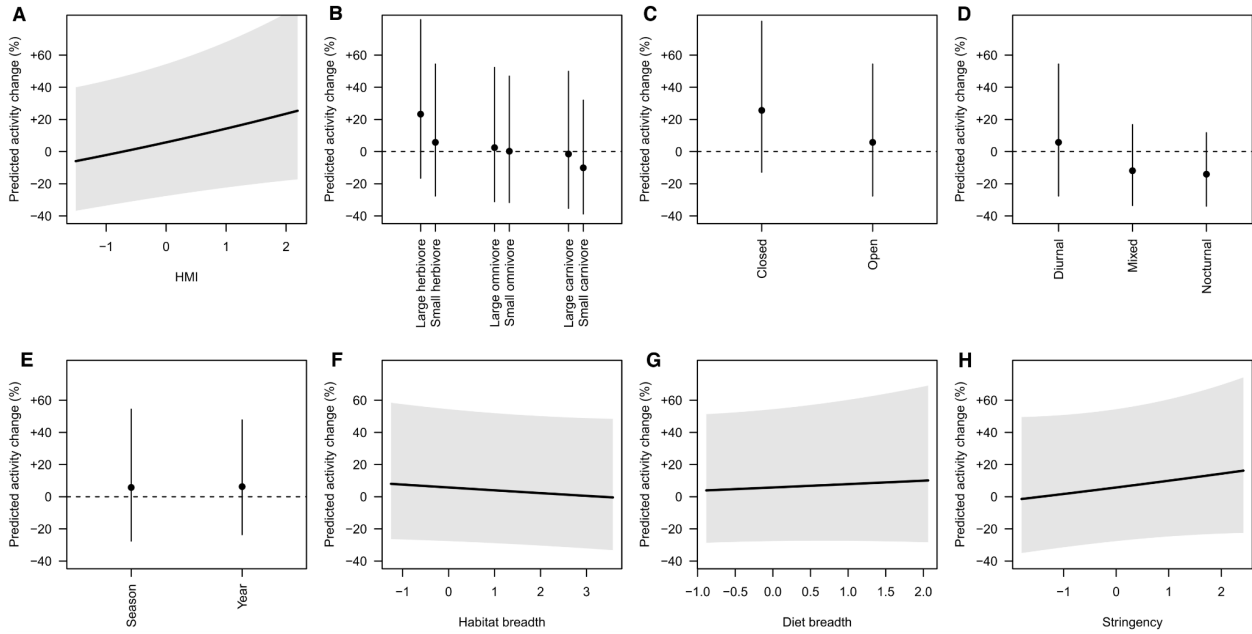 A
Predicted activity change (%)
+60
+40
+20
0
−20
−40
−1
0
1
2
HMI
B
Predicted activity change (%)
+60
+40
+20
0
−20
−40
Large herbivore
Small herbivore
Large omnivore
Small omnivore
Large carnivore
Small carnivore
C
Predicted activity change (%)
+60
+40
+20
0
−20
−40
Closed
Open
D
Predicted activity change (%)
+60
+40
+20
0
−20
−40
Diurnal
Mixed
Nocturnal
E
Predicted activity change (%)
+60
+40
+20
0
−20
−40
Season
Year
F
Predicted activity change (%)
+60
+40
+20
0
−20
−40
−1
0
1
2
3
Habitat breadth
G
Predicted activity change (%)
+60
+40
+20
0
−20
−40
−1.0
−0.5
0.0
0.5
1.0
1.5
2.0
Diet breadth
H
Predicted activity change (%)
+60
+40
+20
0
−20
−40
−1
0
1
2
Stringency